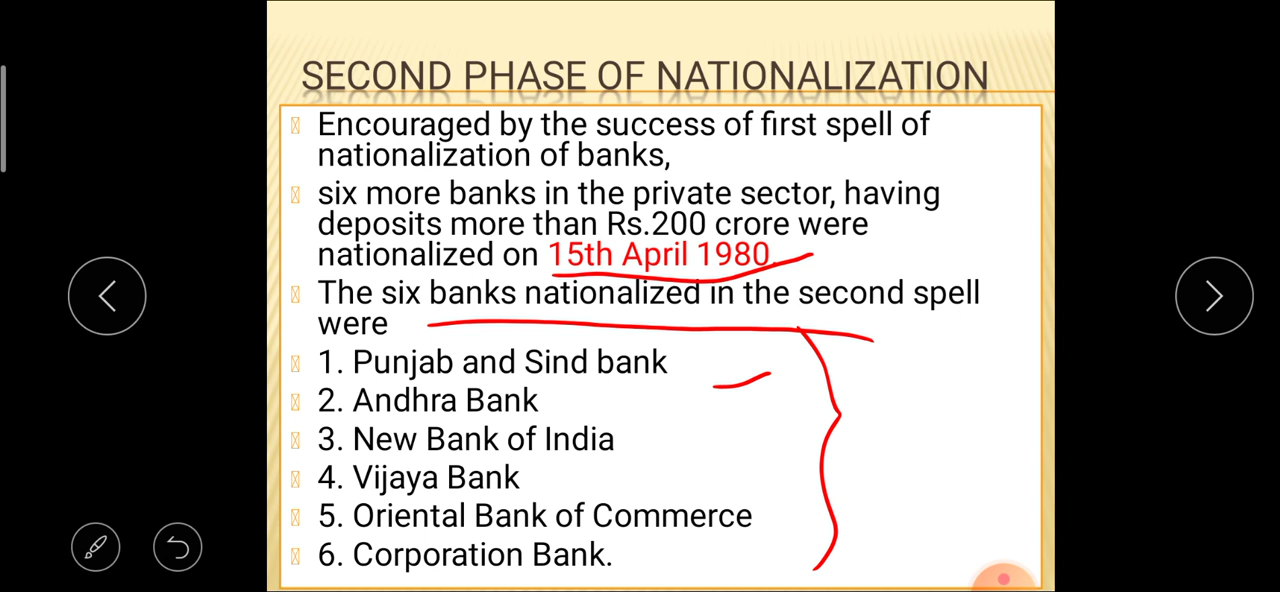 SECOND PHASE OF NATIONALIZATION
Encouraged by the success of first spell of
nationalization of banks,
six more banks in the private sector, having
deposits more than Rs.200 crore were
nationalized on 15th April 1980.
The six banks nationalized in the second spell
were
1. Punjab and Sind bank
2. Andhra Bank
3. New Bank of India
4. Vijaya Bank
5. Oriental Bank of Commerce
6. Corporation Bank.